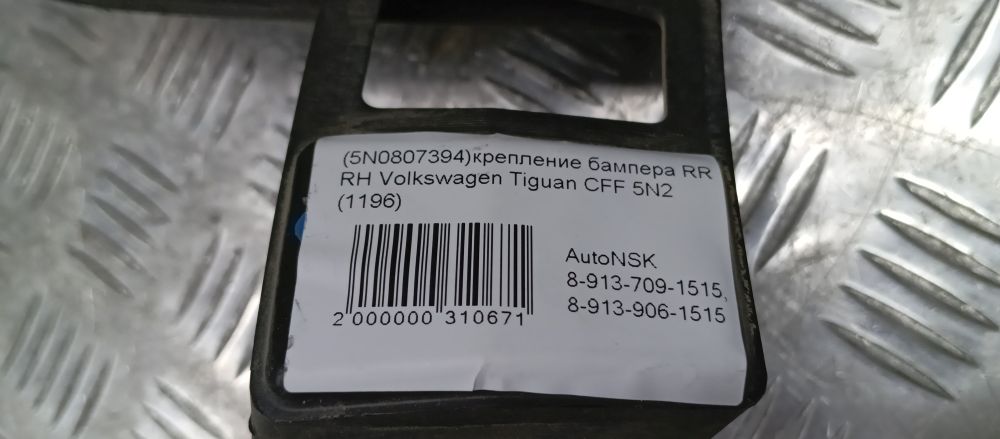 (5N0807394)крепление бампера RR
RH Volkswagen Tiguan CFF 5N2
(1196)
AutoNSK
8-913-709-1515,
8-913-906-1515
2 000000 310671